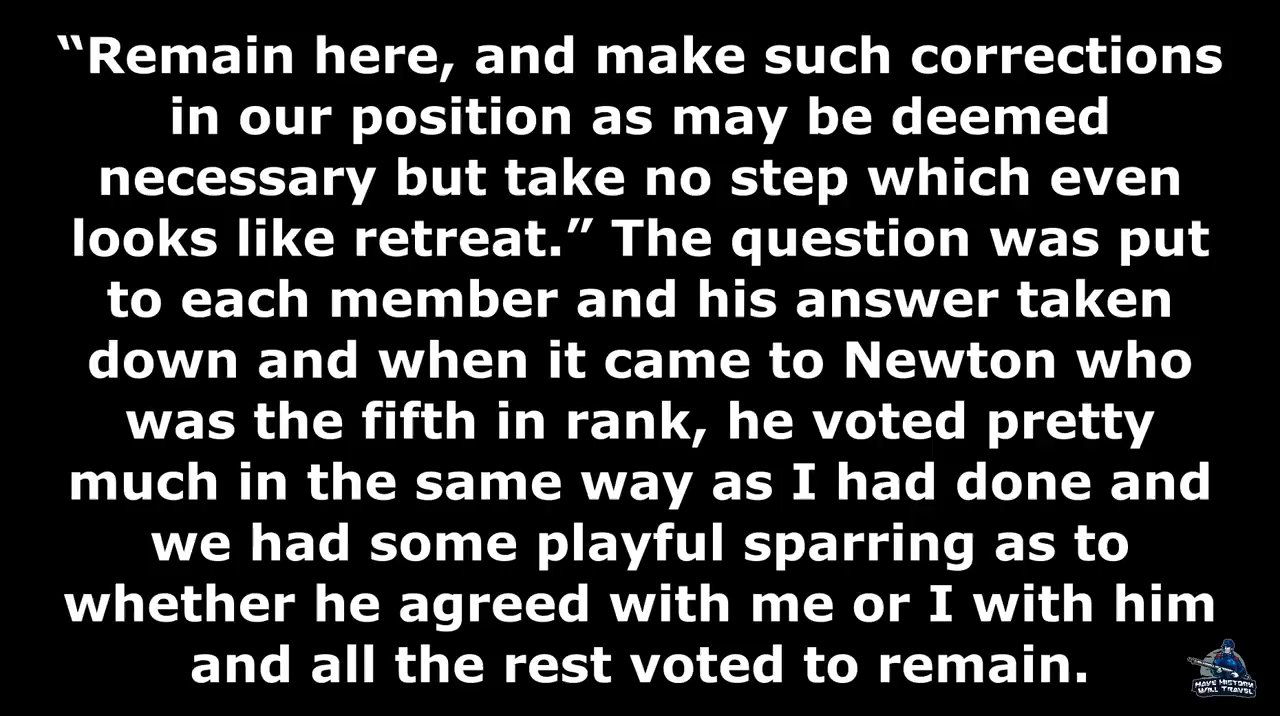 “Remain here, and make such corrections
in our position as may be deemed
necessary but take no step which even
looks like retreat.” The question was put
to each member and his answer taken
down and when it came to Newton who
was the fifth in rank, he voted pretty
much in the same way as I had done and
we had some playful sparring as to
whether he agreed with me or I with him
and all the rest voted to remain.
HAVE HISTORY
WILL TRAVEL